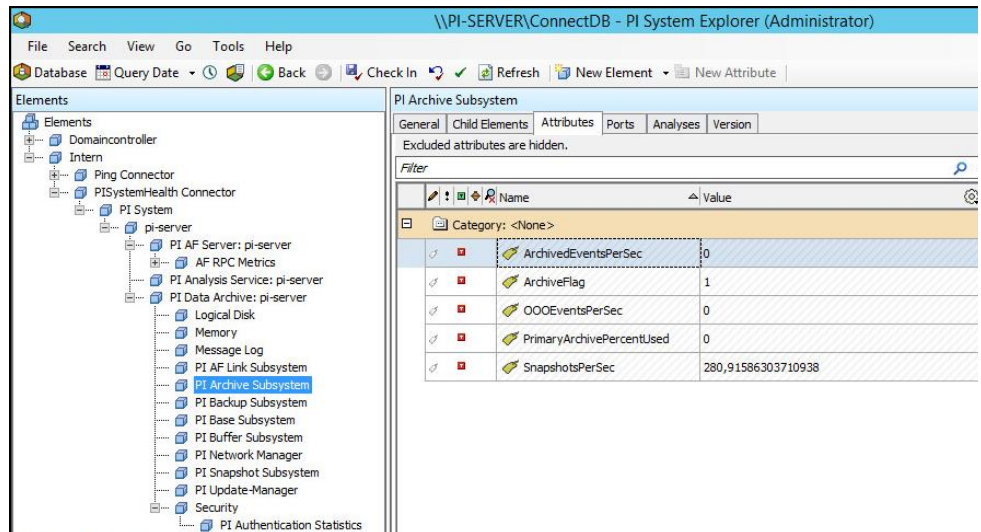 \\PI-SERVER\ConnectDB - PI System Explorer (Administrator)
File Search View Go Tools Help
Database Query Date Back Check In Refresh New Element New Attribute
Elements
Elements
Domaincontroller
Intern
Ping Connector
PISystemHealth Connector
PI System
pi-server
PI AF Server: pi-server
AF RPC Metrics
PI Analysis Service: pi-server
PI Data Archive: pi-server
Logical Disk
Memory
Message Log
PI AF Link Subsystem
PI Archive Subsystem
PI Backup Subsystem
PI Base Subsystem
PI Buffer Subsystem
PI Network Manager
PI Snapshot Subsystem
PI Update-Manager
Security
PI Authentication Statistics
PI Archive Subsystem
General Child Elements Attributes Ports Analyses Version
Excluded attributes are hidden.
Filter
Name Value
Category: <None>
ArchivedEventsPerSec 0
ArchiveFlag 1
OOOEventsPerSec 0
PrimaryArchivePercentUsed 0
SnapshotsPerSec 280,91586303710938